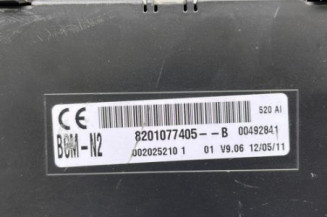 520 AI
CE
BCM-N2 8201077405--B 00492841
002025210 1 01 V9.06 12/05/11